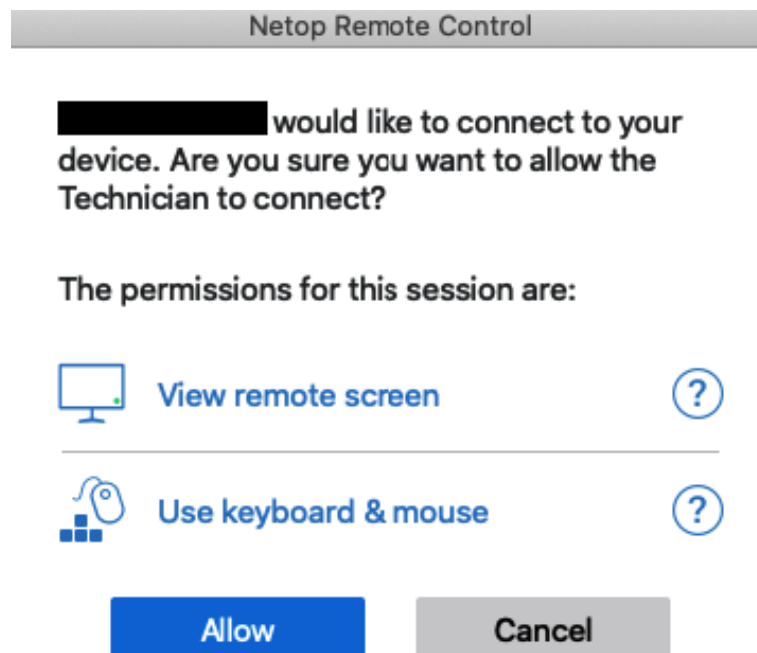 Netop Remote Control
would like to connect to your
device. Are you sure you want to allow the
Technician to connect?
The permissions for this session are:
View remote screen ?
Use keyboard & mouse ?
Allow Cancel